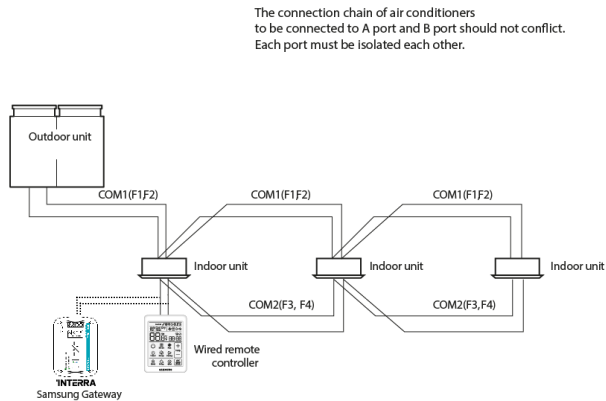 The connection chain of air conditioners
to be connected to A port and B port should not conflict.
Each port must be isolated each other.
Outdoor unit
COM1(F1,F2)
COM1(F1,F2)
COM1(F1,F2)
Indoor unit
Indoor unit
Indoor unit
COM2(F3, F4)
COM2(F3,F4)
Wired remote
controller
INTERRA
Samsung Gateway